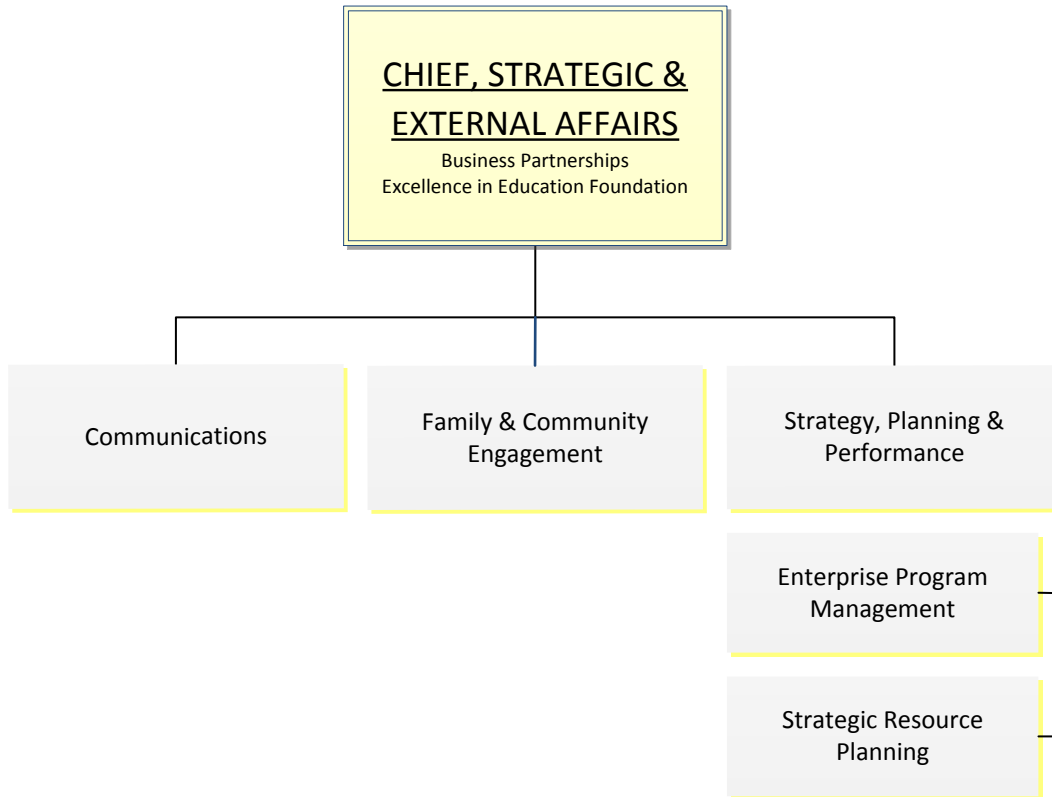 CHIEF, STRATEGIC &
EXTERNAL AFFAIRS
Business Partnerships
Excellence in Education Foundation
Communications
Family & Community
Engagement
Strategy, Planning &
Performance
Enterprise Program
Management
Strategic Resource
Planning